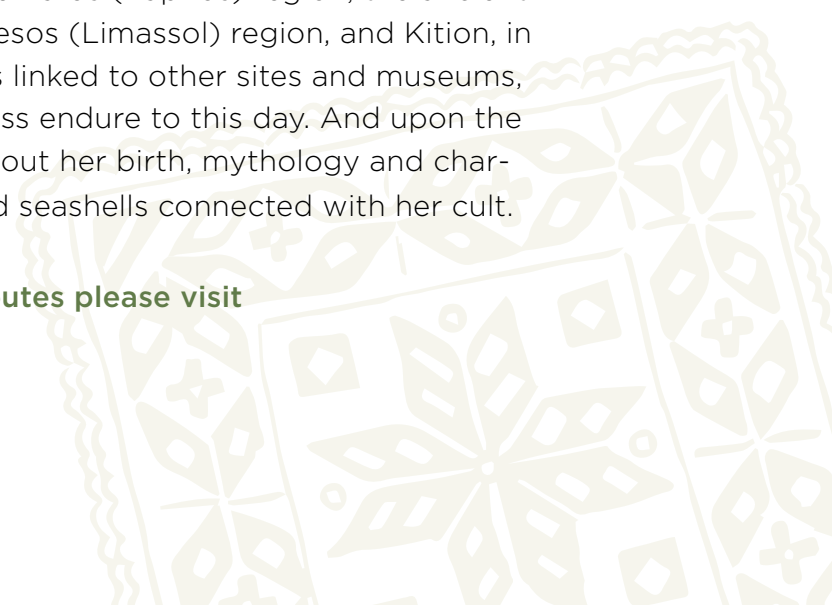 esos (Limassol) region, and Kition, in
linked to other sites and museums,
ss endure to this day. And upon the
out her birth, mythology and char-
seashells connected with her cult.
utes please visit